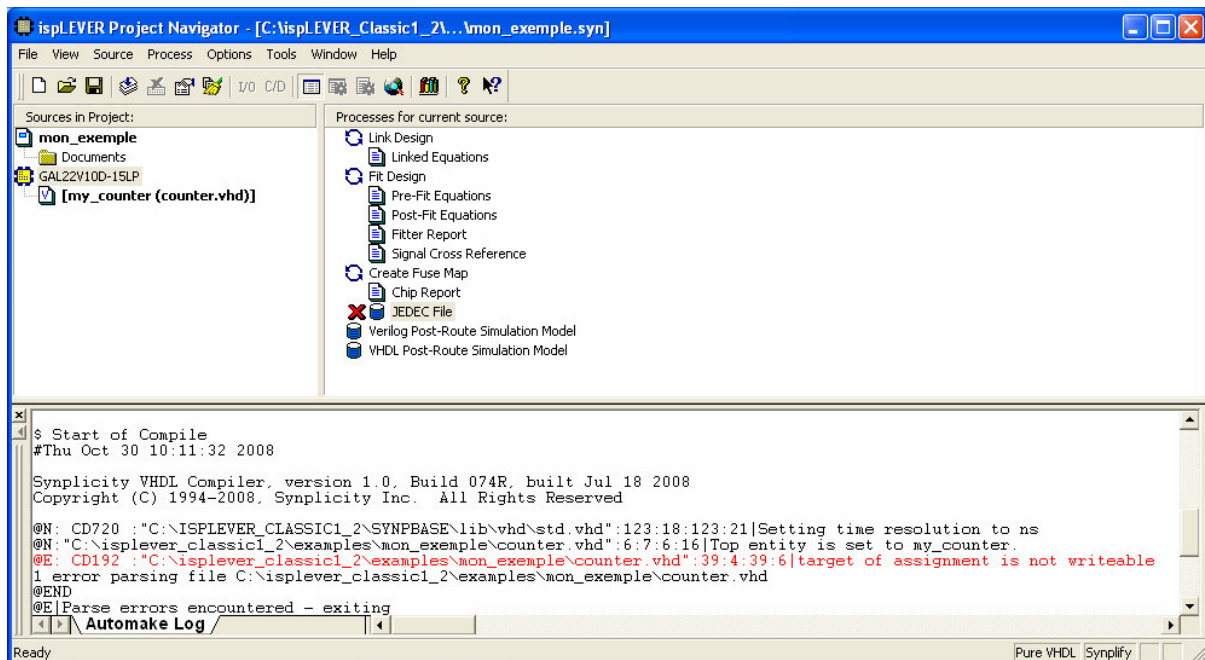 ispLEVER Project Navigator - [C:\ispLEVER_Classic1_2\...\mon_exemple.syn]
File View Source Process Options Tools Window Help
I/O C/D
Sources in Project:
mon_exemple
Documents
GAL22V10D-15LP
[my_counter (counter.vhd)]
Processes for current source:
Link Design
Linked Equations
Fit Design
Pre-Fit Equations
Post-Fit Equations
Fitter Report
Signal Cross Reference
Create Fuse Map
Chip Report
JEDEC File
Verilog Post-Route Simulation Model
VHDL Post-Route Simulation Model
$ Start of Compile
#Thu Oct 30 10:11:32 2008
Synplicity VHDL Compiler, version 1.0, Build 074R, built Jul 18 2008
Copyright (C) 1994-2008, Synplicity Inc. All Rights Reserved
@N: CD720 :"C:\ISPLEVER_CLASSIC1_2\SYNPBASE\lib\vhd\std.vhd":123:18:123:21|Setting time resolution to ns
@N:"C:\isplever_classic1_2\examples\mon_exemple\counter.vhd":6:7:6:16|Top entity is set to my_counter.
@E: CD192 :"C:\isplever_classic1_2\examples\mon_exemple\counter.vhd":39:4:39:6|target of assignment is not writeable
1 error parsing file C:\isplever_classic1_2\examples\mon_exemple\counter.vhd
@END
@E|Parse errors encountered - exiting
Automake Log
Ready
Pure VHDL Synplify